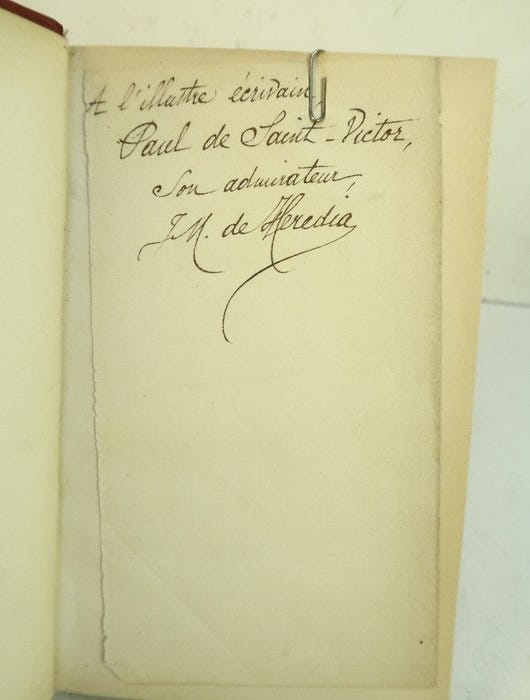 A l'illustre écrivain,
Paul de Saint-Victor,
Son admirateur,
J M. de Heredia